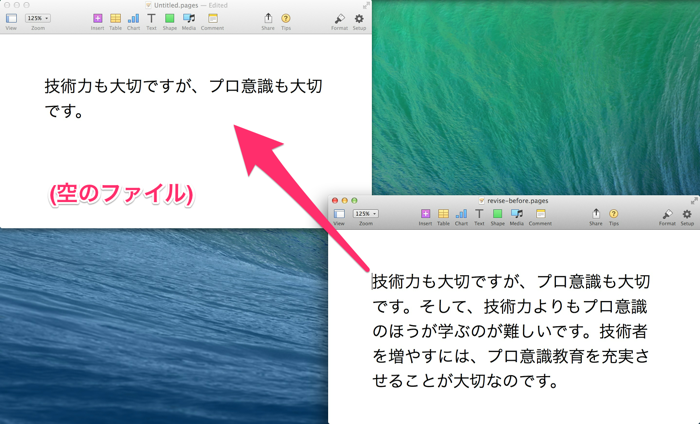 Untitled.pages — Edited
125%
View Zoom Insert Table Chart Text Shape Media Comment Share Tips Format Setup
技術力も大切ですが、プロ意識も大切
です。
(空のファイル)
revise-before.pages
125%
View Zoom Insert Table Chart Text Shape Media Comment Share Tips Format Setup
技術力も大切ですが、プロ意識も大切
です。そして、技術力よりもプロ意識
のほうが学ぶのが難しいです。技術者
を増やすには、プロ意識教育を充実さ
せることが大切なのです。